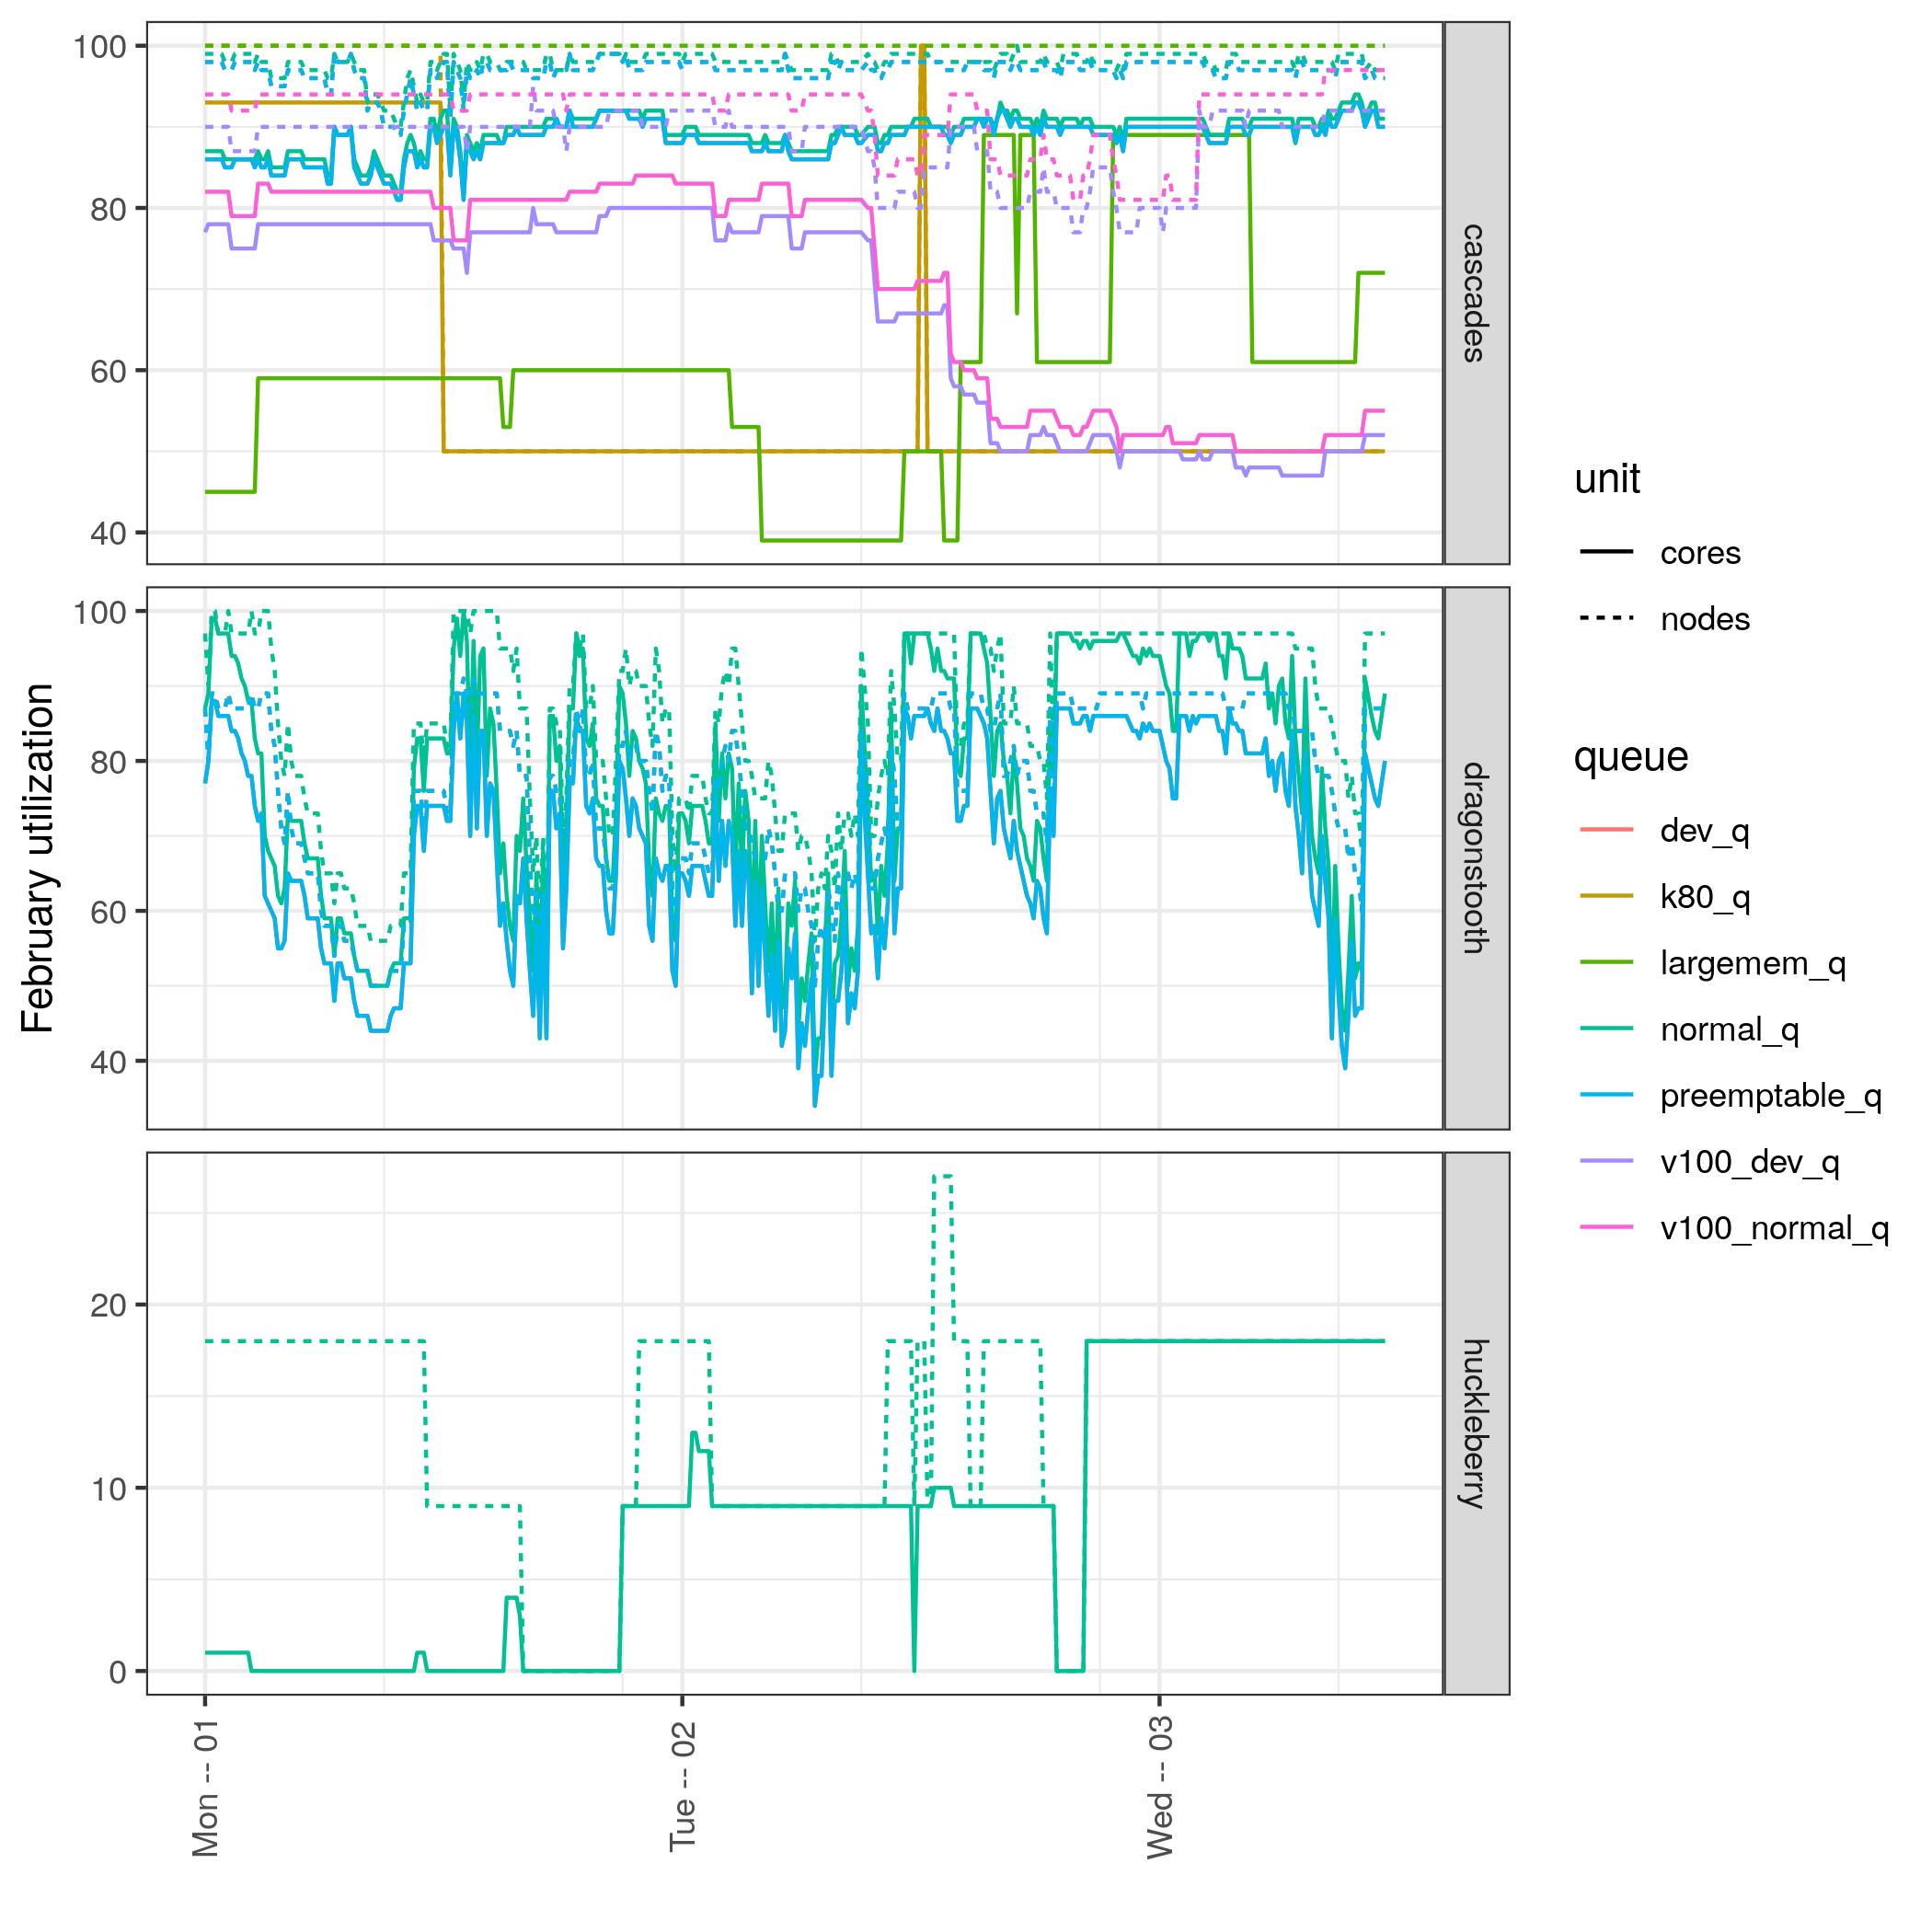 February utilization
100
80
60
40
cascades
100
80
60
40
dragonstooth
20
10
0
huckleberry
Mon -- 01
Tue -- 02
Wed -- 03
unit
cores
nodes
queue
dev_q
k80_q
largemem_q
normal_q
preemptable_q
v100_dev_q
v100_normal_q